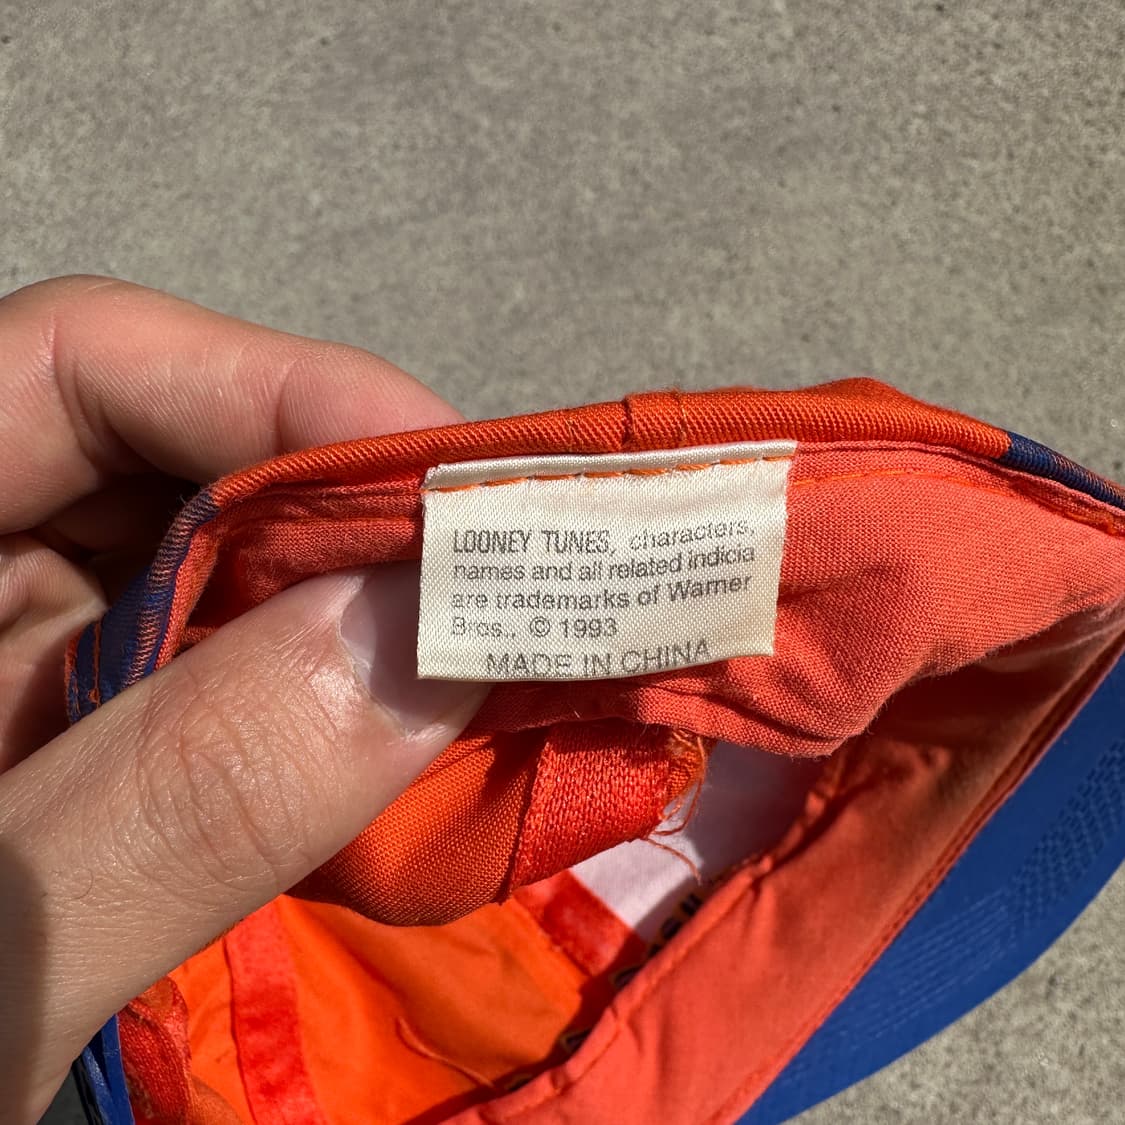 LOONEY TUNES, characters,
names and all related indicia
are trademarks of Warner
Bros., © 1993
MADE IN CHINA